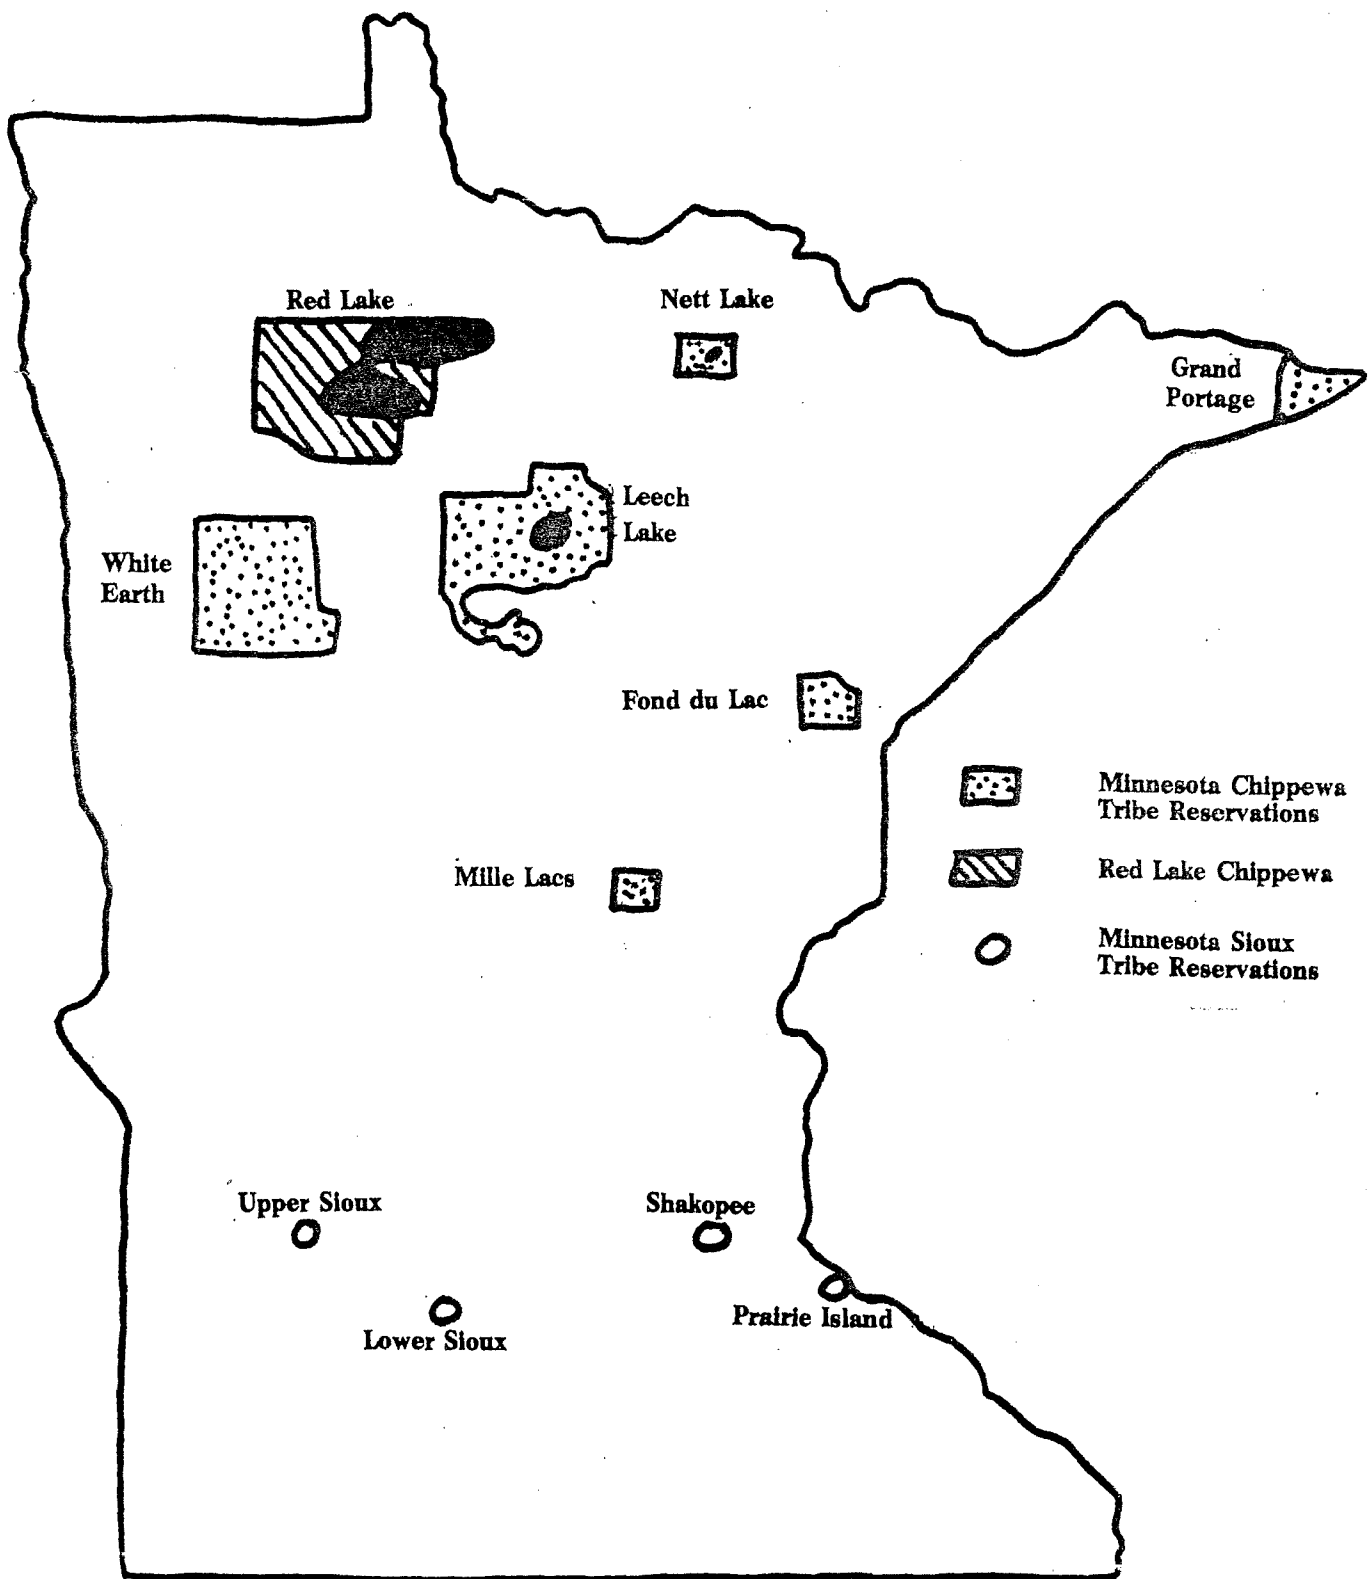 Red Lake
Nett Lake
Grand
Portage
Leech
Lake
White
Earth
Fond du Lac
Minnesota Chippewa
Tribe Reservations
Mille Lacs
Red Lake Chippewa
Minnesota Sioux
Tribe Reservations
Upper Sioux
Shakopee
Prairie Island
Lower Sioux